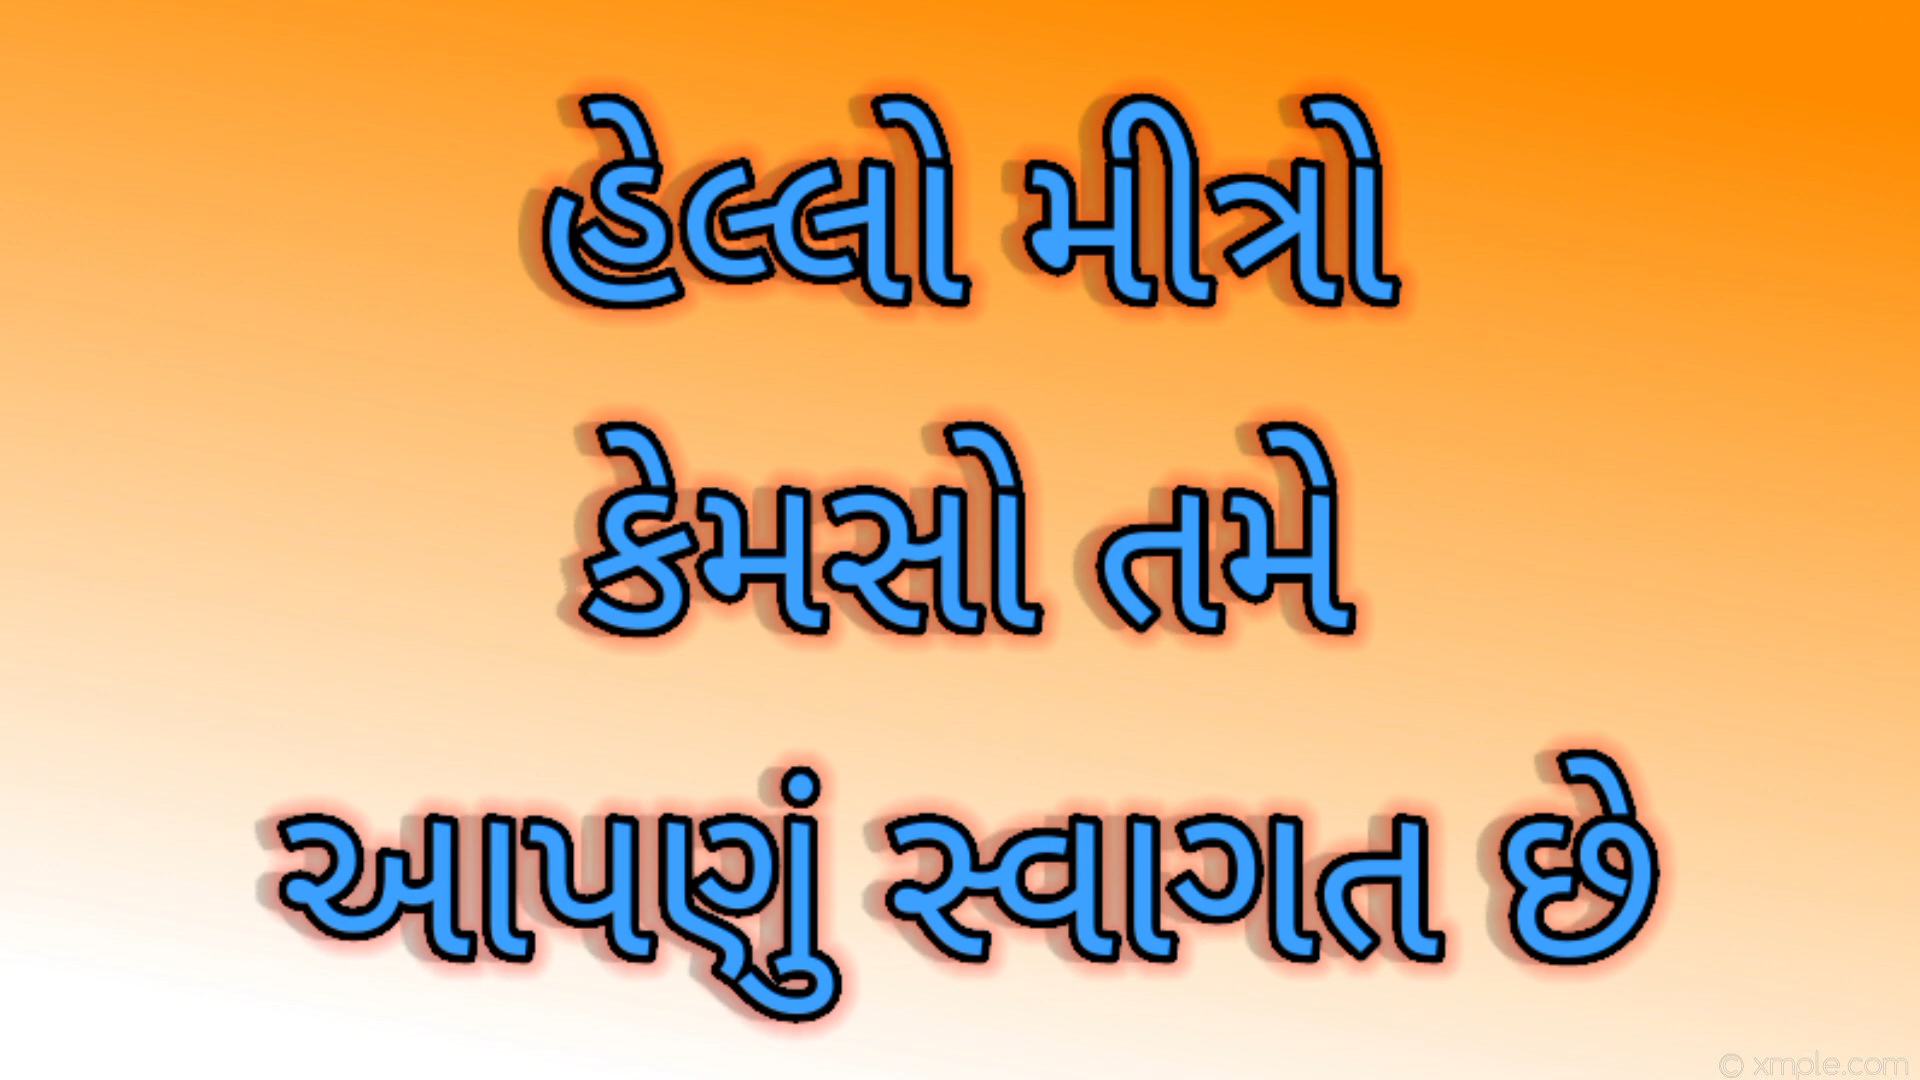 હેલ્લો મીત્રો
કેમસો તમે
આપણું સ્વાગત છે
© xmple.com